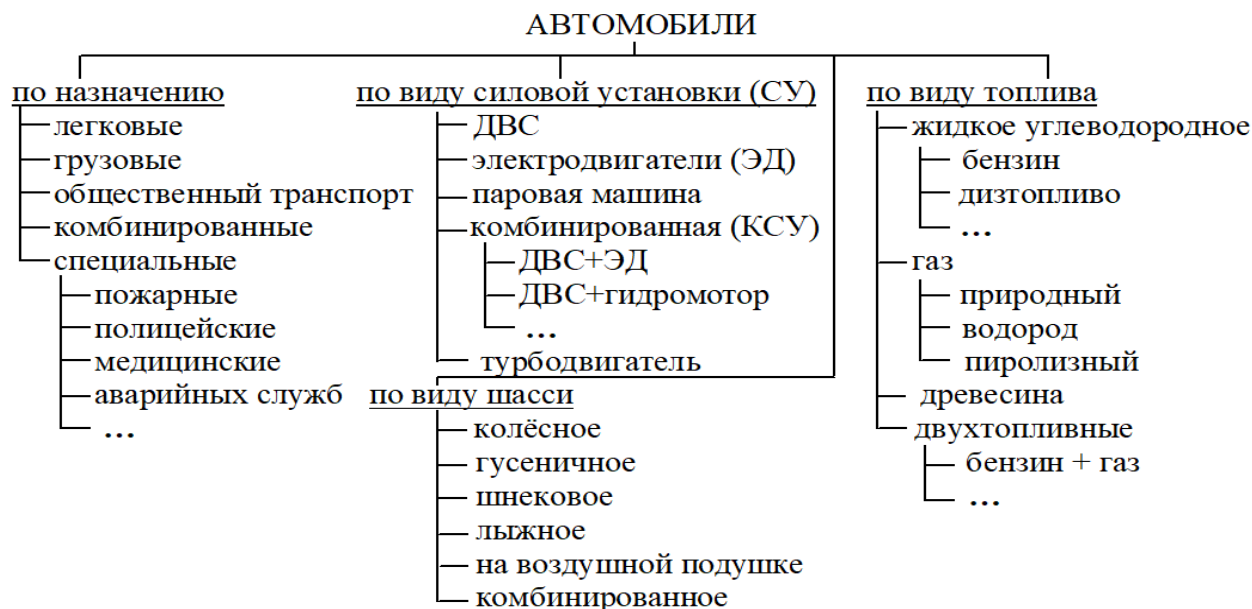 АВТОМОБИЛИ
по назначению
легковые
грузовые
общественный транспорт
комбинированные
специальные
пожарные
полицейские
медицинские
аварийных служб
...
по виду силовой установки (СУ)
ДВС
электродвигатели (ЭД)
паровая машина
комбинированная (КСУ)
ДВС+ЭД
ДВС+гидромотор
...
турбодвигатель
по виду шасси
колёсное
гусеничное
шнековое
лыжное
на воздушной подушке
комбинированное
по виду топлива
жидкое углеводородное
бензин
дизтопливо
...
газ
природный
водород
пиролизный
древесина
двухтопливные
бензин + газ
...